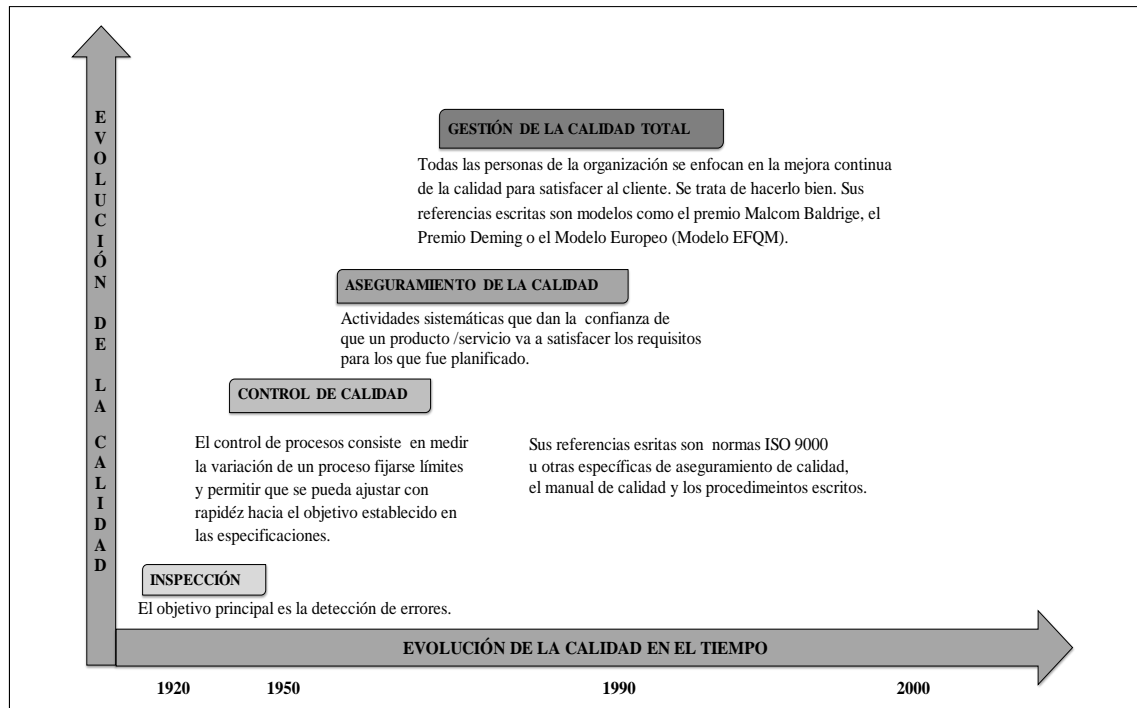 EVOLUCIÓN DE LA CALIDAD
GESTIÓN DE LA CALIDAD TOTAL
Todas las personas de la organización se enfocan en la mejora continua
de la calidad para satisfacer al cliente. Se trata de hacerlo bien. Sus
referencias escritas son modelos como el premio Malcom Baldrige, el
Premio Deming o el Modelo Europeo (Modelo EFQM).
ASEGURAMIENTO DE LA CALIDAD
Actividades sistemáticas que dan la confianza de
que un producto /servicio va a satisfacer los requisitos
para los que fue planificado.
CONTROL DE CALIDAD
El control de procesos consiste en medir
la variación de un proceso fijarse límites
y permitir que se pueda ajustar con
rapidéz hacia el objetivo establecido en
las especificaciones.
Sus referencias esritas son normas ISO 9000
u otras específicas de aseguramiento de calidad,
el manual de calidad y los procedimeintos escritos.
INSPECCIÓN
El objetivo principal es la detección de errores.
EVOLUCIÓN DE LA CALIDAD EN EL TIEMPO
1920 1950 1990 2000